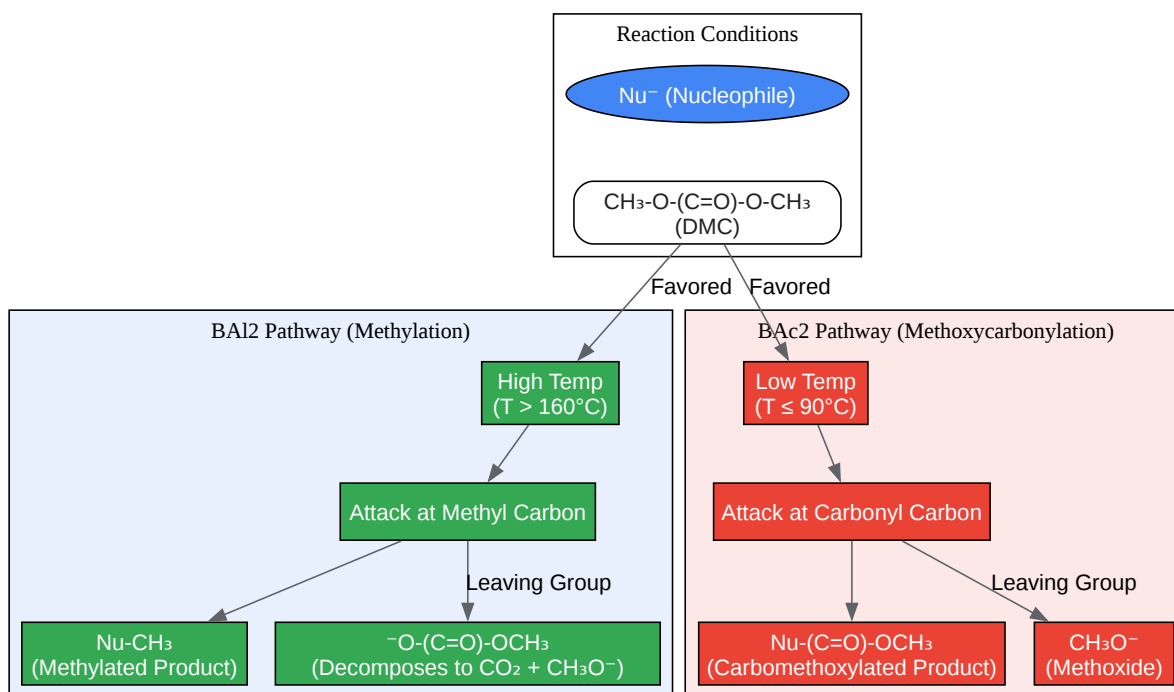 Reaction Conditions
Nu⁻ (Nucleophile)
CH₃-O-(C=O)-O-CH₃
(DMC)
Favored
Favored
BAl2 Pathway (Methylation)
High Temp
(T > 160°C)
Attack at Methyl Carbon
Leaving Group
Nu-CH₃
(Methylated Product)
⁻O-(C=O)-OCH₃
(Decomposes to CO₂ + CH₃O⁻)
BAc2 Pathway (Methoxycarbonylation)
Low Temp
(T ≤ 90°C)
Attack at Carbonyl Carbon
Leaving Group
Nu-(C=O)-OCH₃
(Carbomethoxylated Product)
CH₃O⁻
(Methoxide)